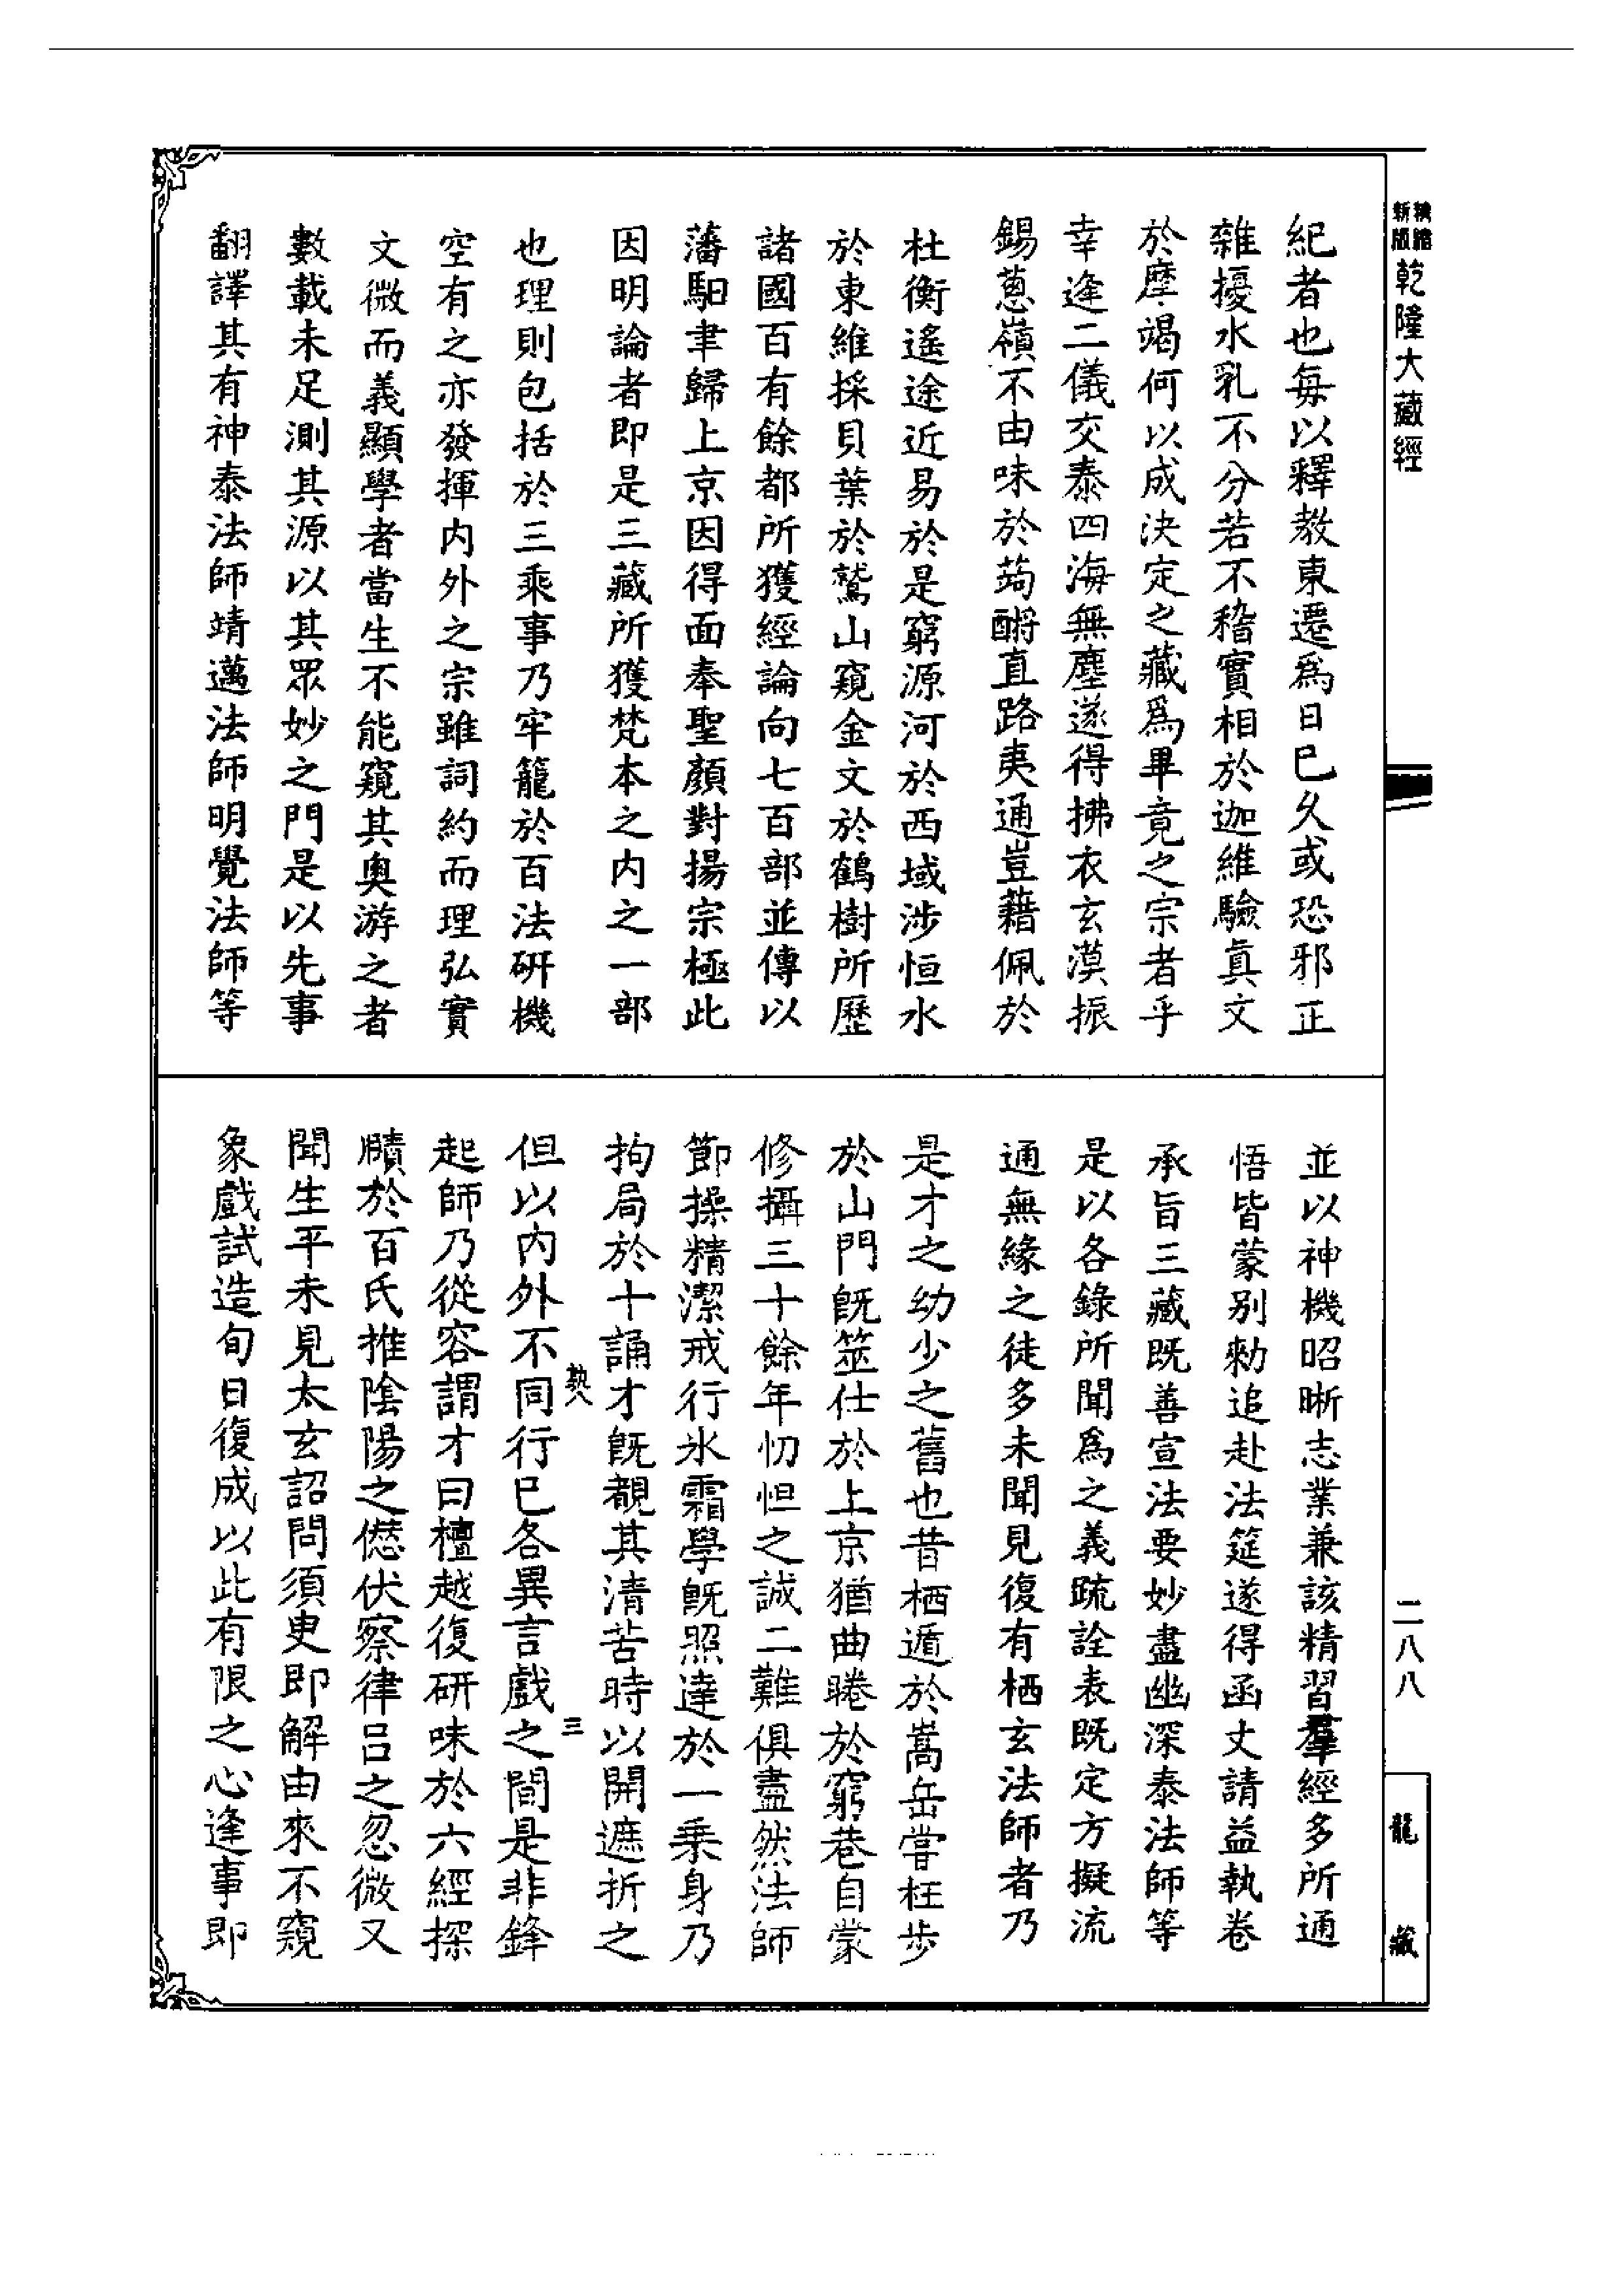 精縮新版乾隆大藏經
紀者也每以釋教東遷爲日已久或恐邪正
雜擾水乳不分若不稽實相於迦維驗真文
於摩竭何以成決定之藏爲畢竟之宗者乎
幸逢二儀交泰四海無塵遂得拂衣玄漠振
錫蔥嶺不由味於蒟醬直路夷通豈藉佩於
杜衡遙途近易於是窮源河於西域涉恒水
於東維採貝葉於鷲山窺金文於鶴樹所歷
諸國百有餘都所獲經論向七百部並傳以
藩馹聿歸上京因得面奉聖顏對揚宗極此
因明論者即是三藏所獲梵本之內之一部
也理則包括於三乘事乃牢籠於百法研機
空有之亦發揮內外之宗雖詞約而理弘實
文微而義顯學者當生不能窺其奧游之者
數載未足測其源以其眾妙之門是以先事
翻譯其有神泰法師靖邁法師明覺法師等
並以神機昭晣志業兼該精習羣經多所通
悟皆蒙別勑追赴法筵遂得函丈請益執卷
承旨三藏既善宣法要妙盡幽深泰法師等
是以各錄所聞爲之義疏詮表既定方擬流
通無緣之徒多未聞見復有栖玄法師者乃
是才之幼少之舊也昔栖遁於嵩岳嘗枉步
於山門既筮仕於上京猶曲睠於窮巷自蒙
修攝三十餘年忉怛之誠二難俱盡然法師
節操精潔戒行冰霜學既照達於一乘身乃
拘局於十誦才既覩其清苦時以開遮折之
但以內外不同行已各異言戲之間是非鋒
起師乃從容謂才曰檀越復研味於六經探
賾於百氏推陰陽之愆伏察律呂之忽微又
聞生平未見太玄詔問須臾即解由來不窺
象戲試造旬日復成以此有限之心逢事即
二八八
龍藏
三